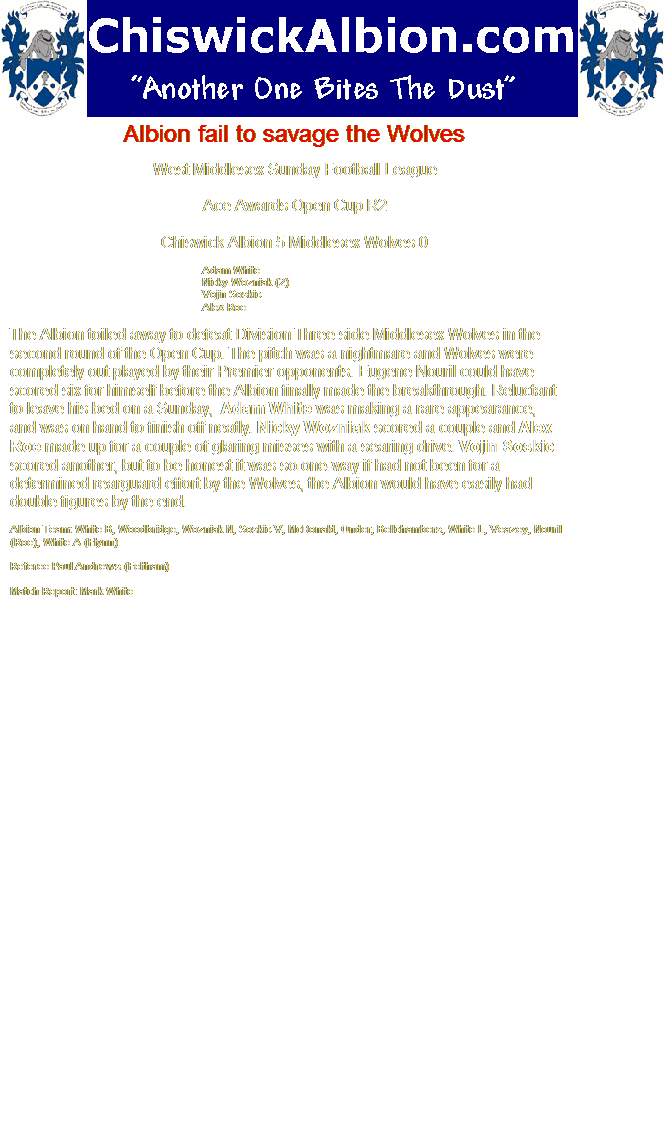 ChiswickAlbion.com
“Another One Bites The Dust”
Albion fail to savage the Wolves
West Middlesex Sunday Football League
Ace Awards Open Cup R2
Chiswick Albion 5 Middlesex Wolves 0
Adam White
Nicky Wozniak (2)
Vojin Soskic
Alex Roe
The Albion toiled away to defeat Division Three side Middlesex Wolves in the
second round of the Open Cup. The pitch was a nightmare and Wolves were
completely out played by their Premier opponents. Eugene Nouril could have
scored six for himself before the Albion finally made the breakthrough. Reluctant
to leave his bed on a Sunday, Adam White was making a rare appearance,
and was on hand to finish off neatly. Nicky Wozniak scored a couple and Alex
Roe made up for a couple of glaring misses with a searing drive. Vojin Soskic
scored another, but to be honest it was so one way if had not been for a
determined rearguard effort by the Wolves, the Albion would have easily had
double figures by the end.
Albion Team: White R, Woodbridge, Wozniak N, Soskic V, McDonald, Under, Bellchambers, White L, Veazey, Nouril
(Roe), White A (Flynn)
Referee Paul Andrews (Feltham)
Match Report: Mark White